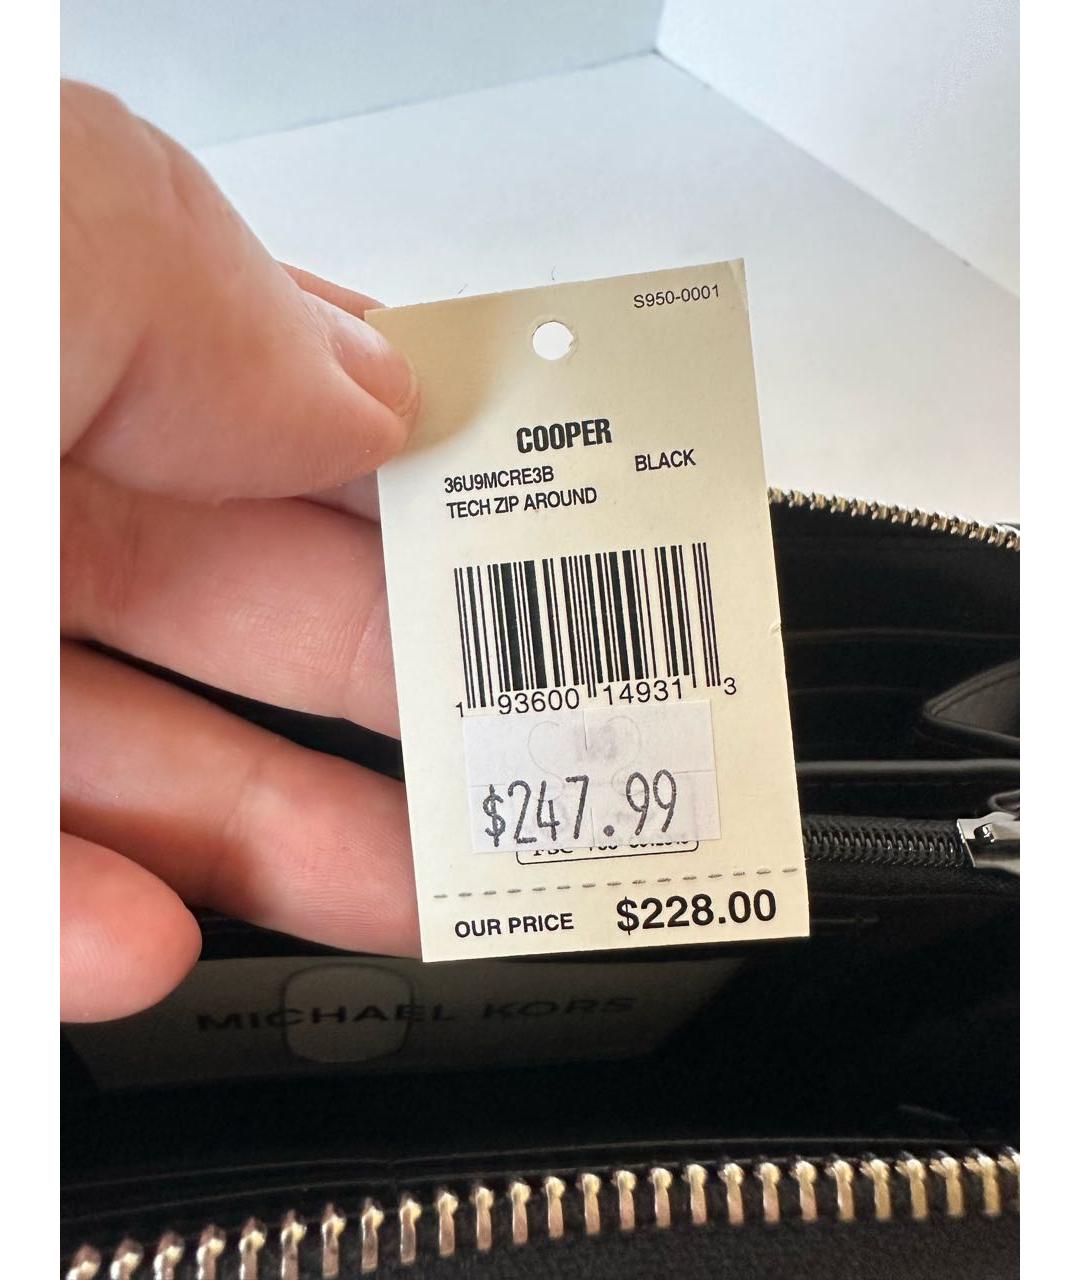 S950-0001
COOPER
36U9MCRE3B BLACK
TECH ZIP AROUND
1 93600 14931 3
$247.99
OUR PRICE $228.00
MICHAEL KORS